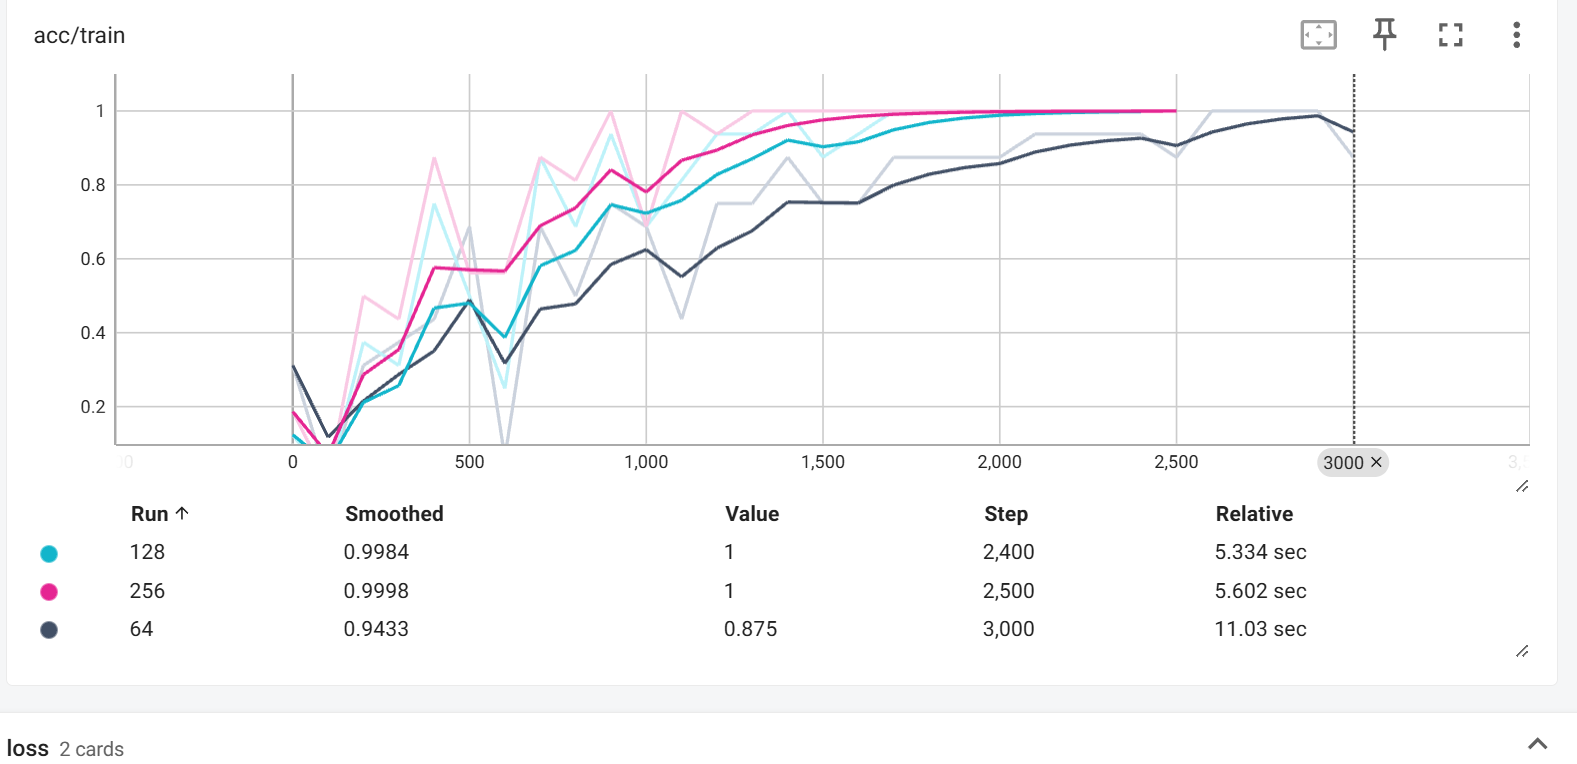 acc/train
1
0.8
0.6
0.4
0.2
0 500 1,000 1,500 2,000 2,500 3000 ×
Run ↑ Smoothed Value Step Relative
128 0.9984 1 2,400 5.334 sec
256 0.9998 1 2,500 5.602 sec
64 0.9433 0.875 3,000 11.03 sec
loss 2 cards